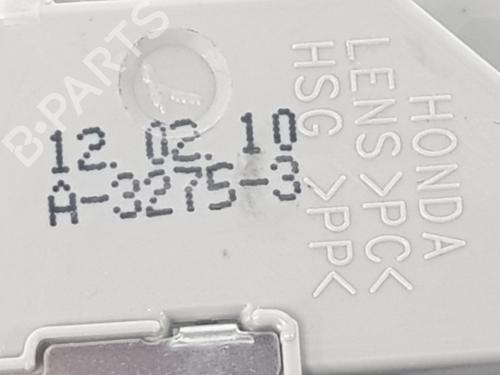 B-PARTS
12. 02. 10
A-3275-3
HONDA
LENS >PC<
HSG >PP<